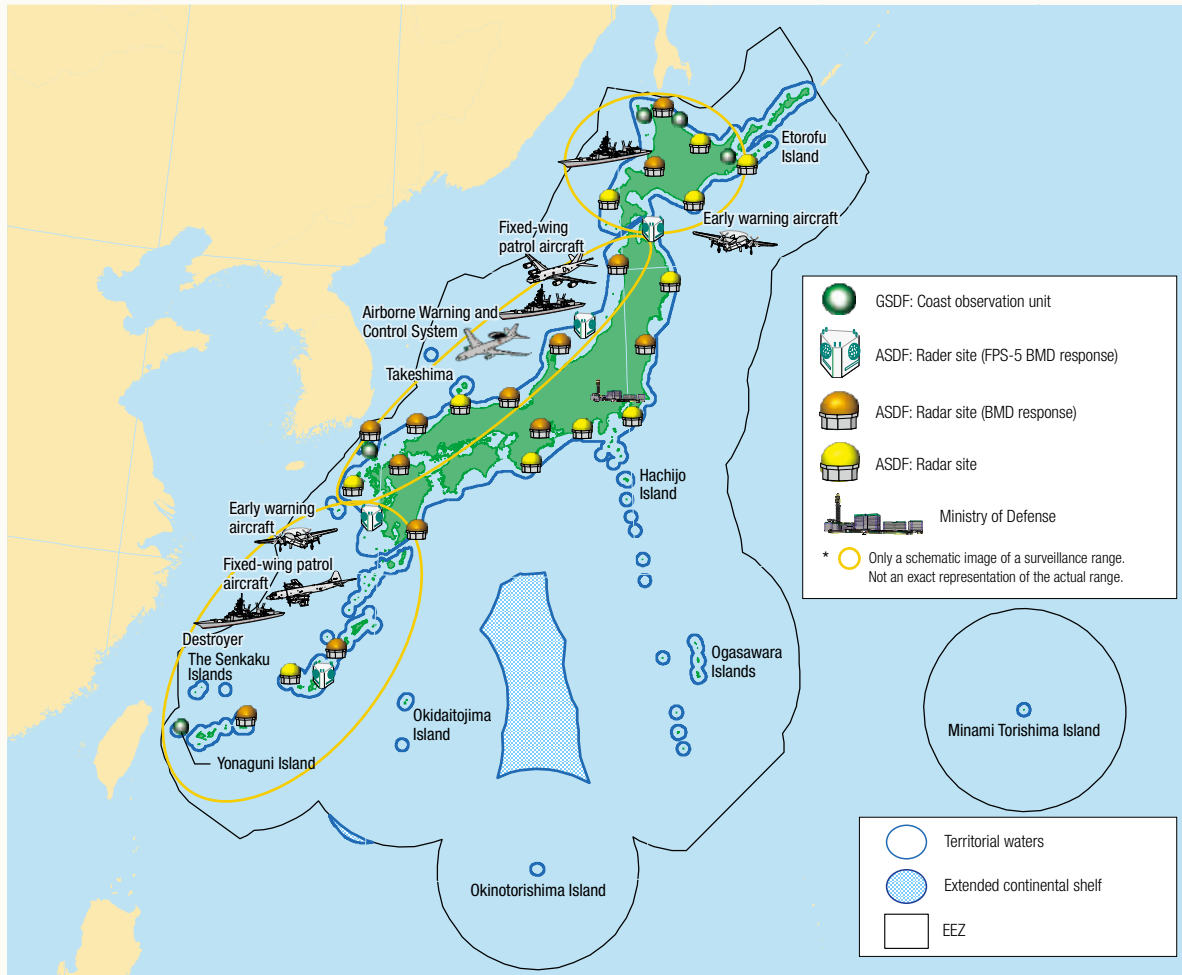 Etorofu
Island
Early warning aircraft
Fixed-wing
patrol aircraft
Airborne Warning and
Control System
Takeshima
Hachijo
Island
Early warning
aircraft
Fixed-wing patrol
aircraft
Destroyer
The Senkaku
Islands
Ogasawara
Islands
Okidaitojima
Island
Yonaguni Island
Minami Torishima Island
Okinotorishima Island
GSDF: Coast observation unit
ASDF: Rader site (FPS-5 BMD response)
ASDF: Radar site (BMD response)
ASDF: Radar site
Ministry of Defense
* Only a schematic image of a surveillance range.
Not an exact representation of the actual range.
Territorial waters
Extended continental shelf
EEZ